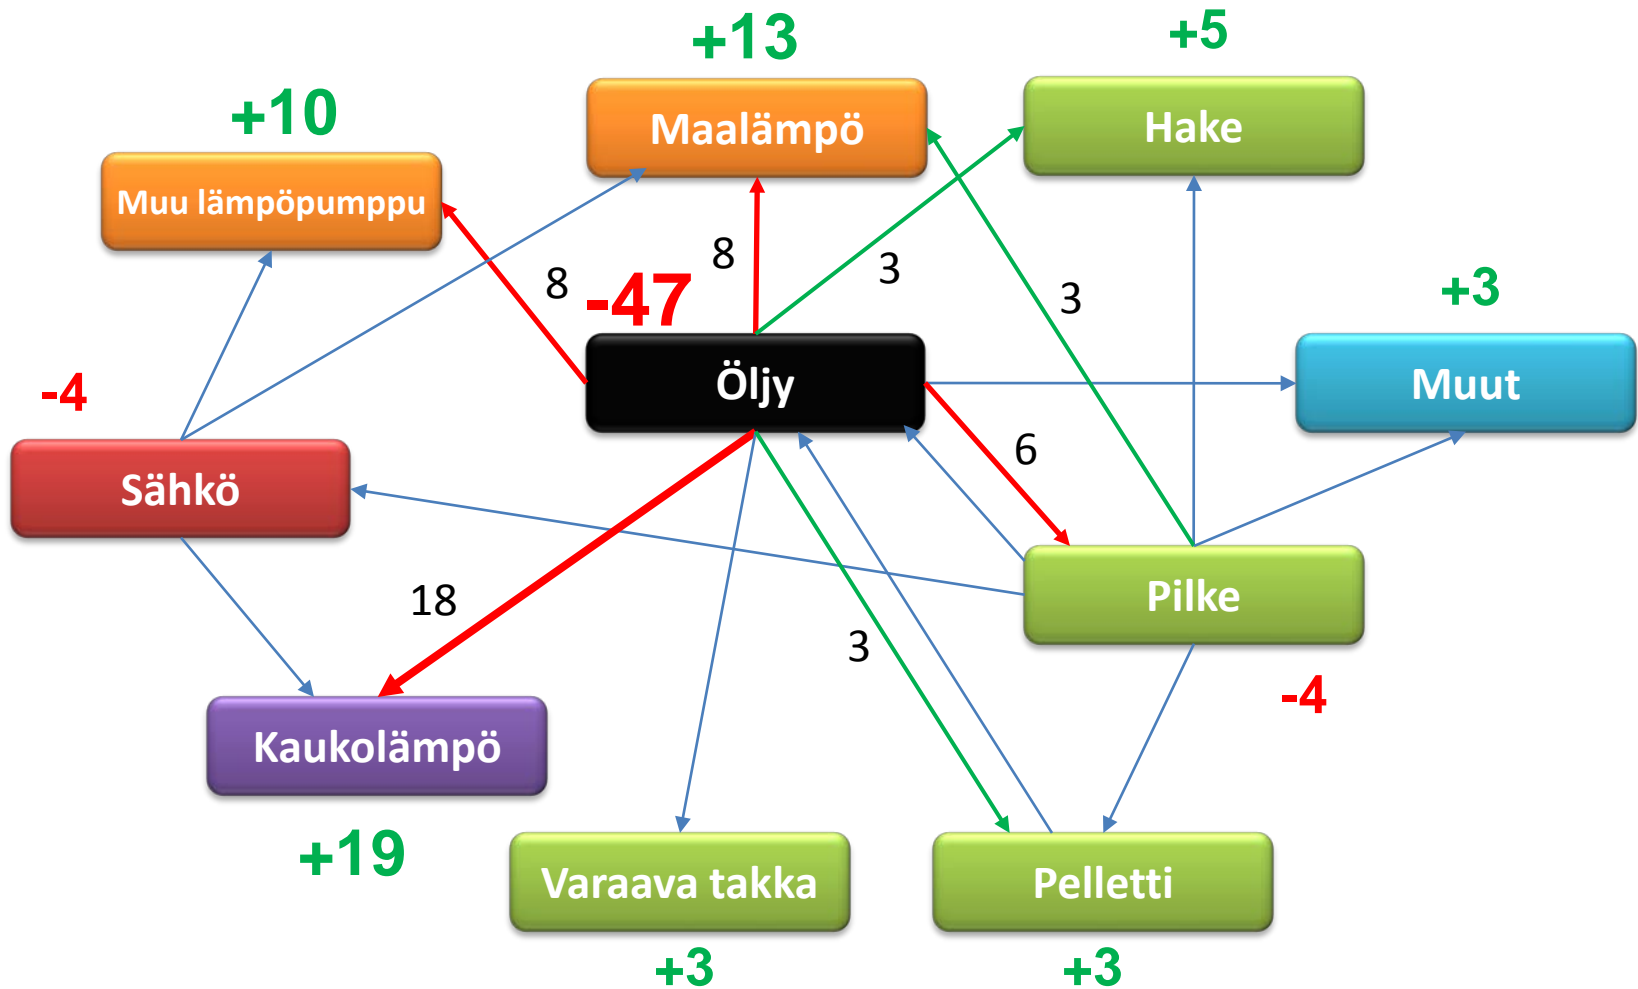 +13
+5
+10
Maalämpö
Hake
Muu lämpöpumppu
8
8
3
3
-47
+3
Öljy
Muut
-4
6
Sähkö
18
3
Pilke
-4
Kaukolämpö
+19
Varaava takka
Pelletti
+3
+3